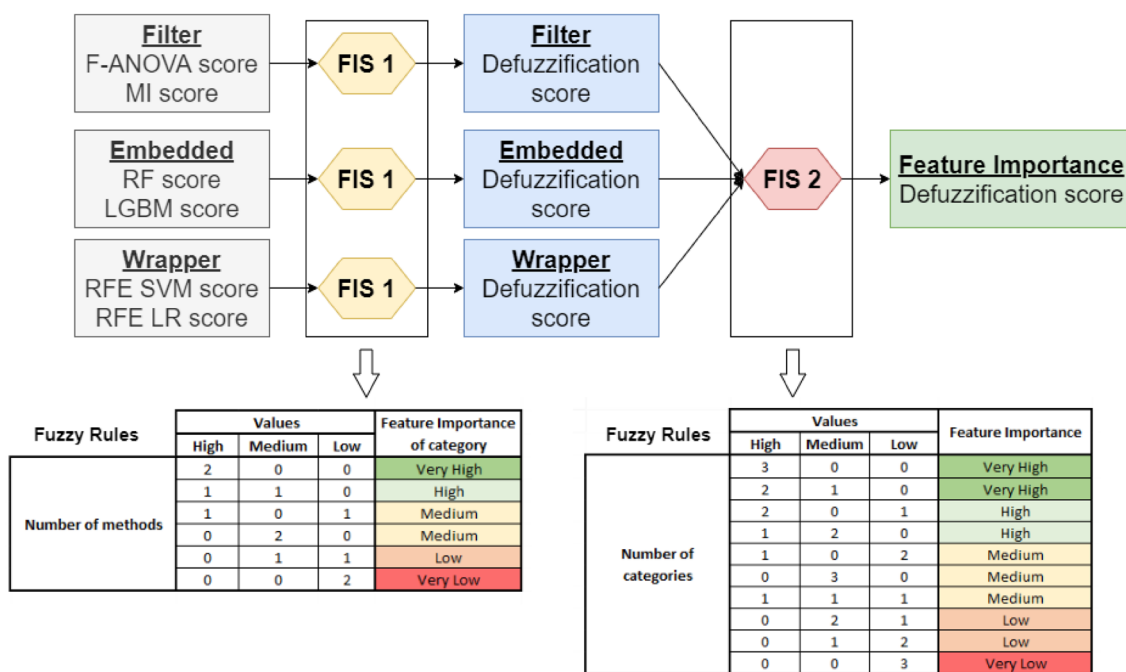 Filter
F-ANOVA score
MI score
FIS 1
Filter
Defuzzification
score
Embedded
RF score
LGBM score
FIS 1
Embedded
Defuzzification
score
FIS 2
Feature Importance
Defuzzification score
Wrapper
RFE SVM score
RFE LR score
FIS 1
Wrapper
Defuzzification
score
Fuzzy Rules
Values
Feature Importance
of category
High Medium Low
Number of methods
2 0 0 Very High
1 1 0 High
1 0 1 Medium
0 2 0 Medium
0 1 1 Low
0 0 2 Very Low
Fuzzy Rules
Values
Feature Importance
High Medium Low
Number of
categories
3 0 0 Very High
2 1 0 Very High
2 0 1 High
1 2 0 High
1 0 2 Medium
0 3 0 Medium
1 1 1 Medium
0 2 1 Low
0 1 2 Low
0 0 3 Very Low